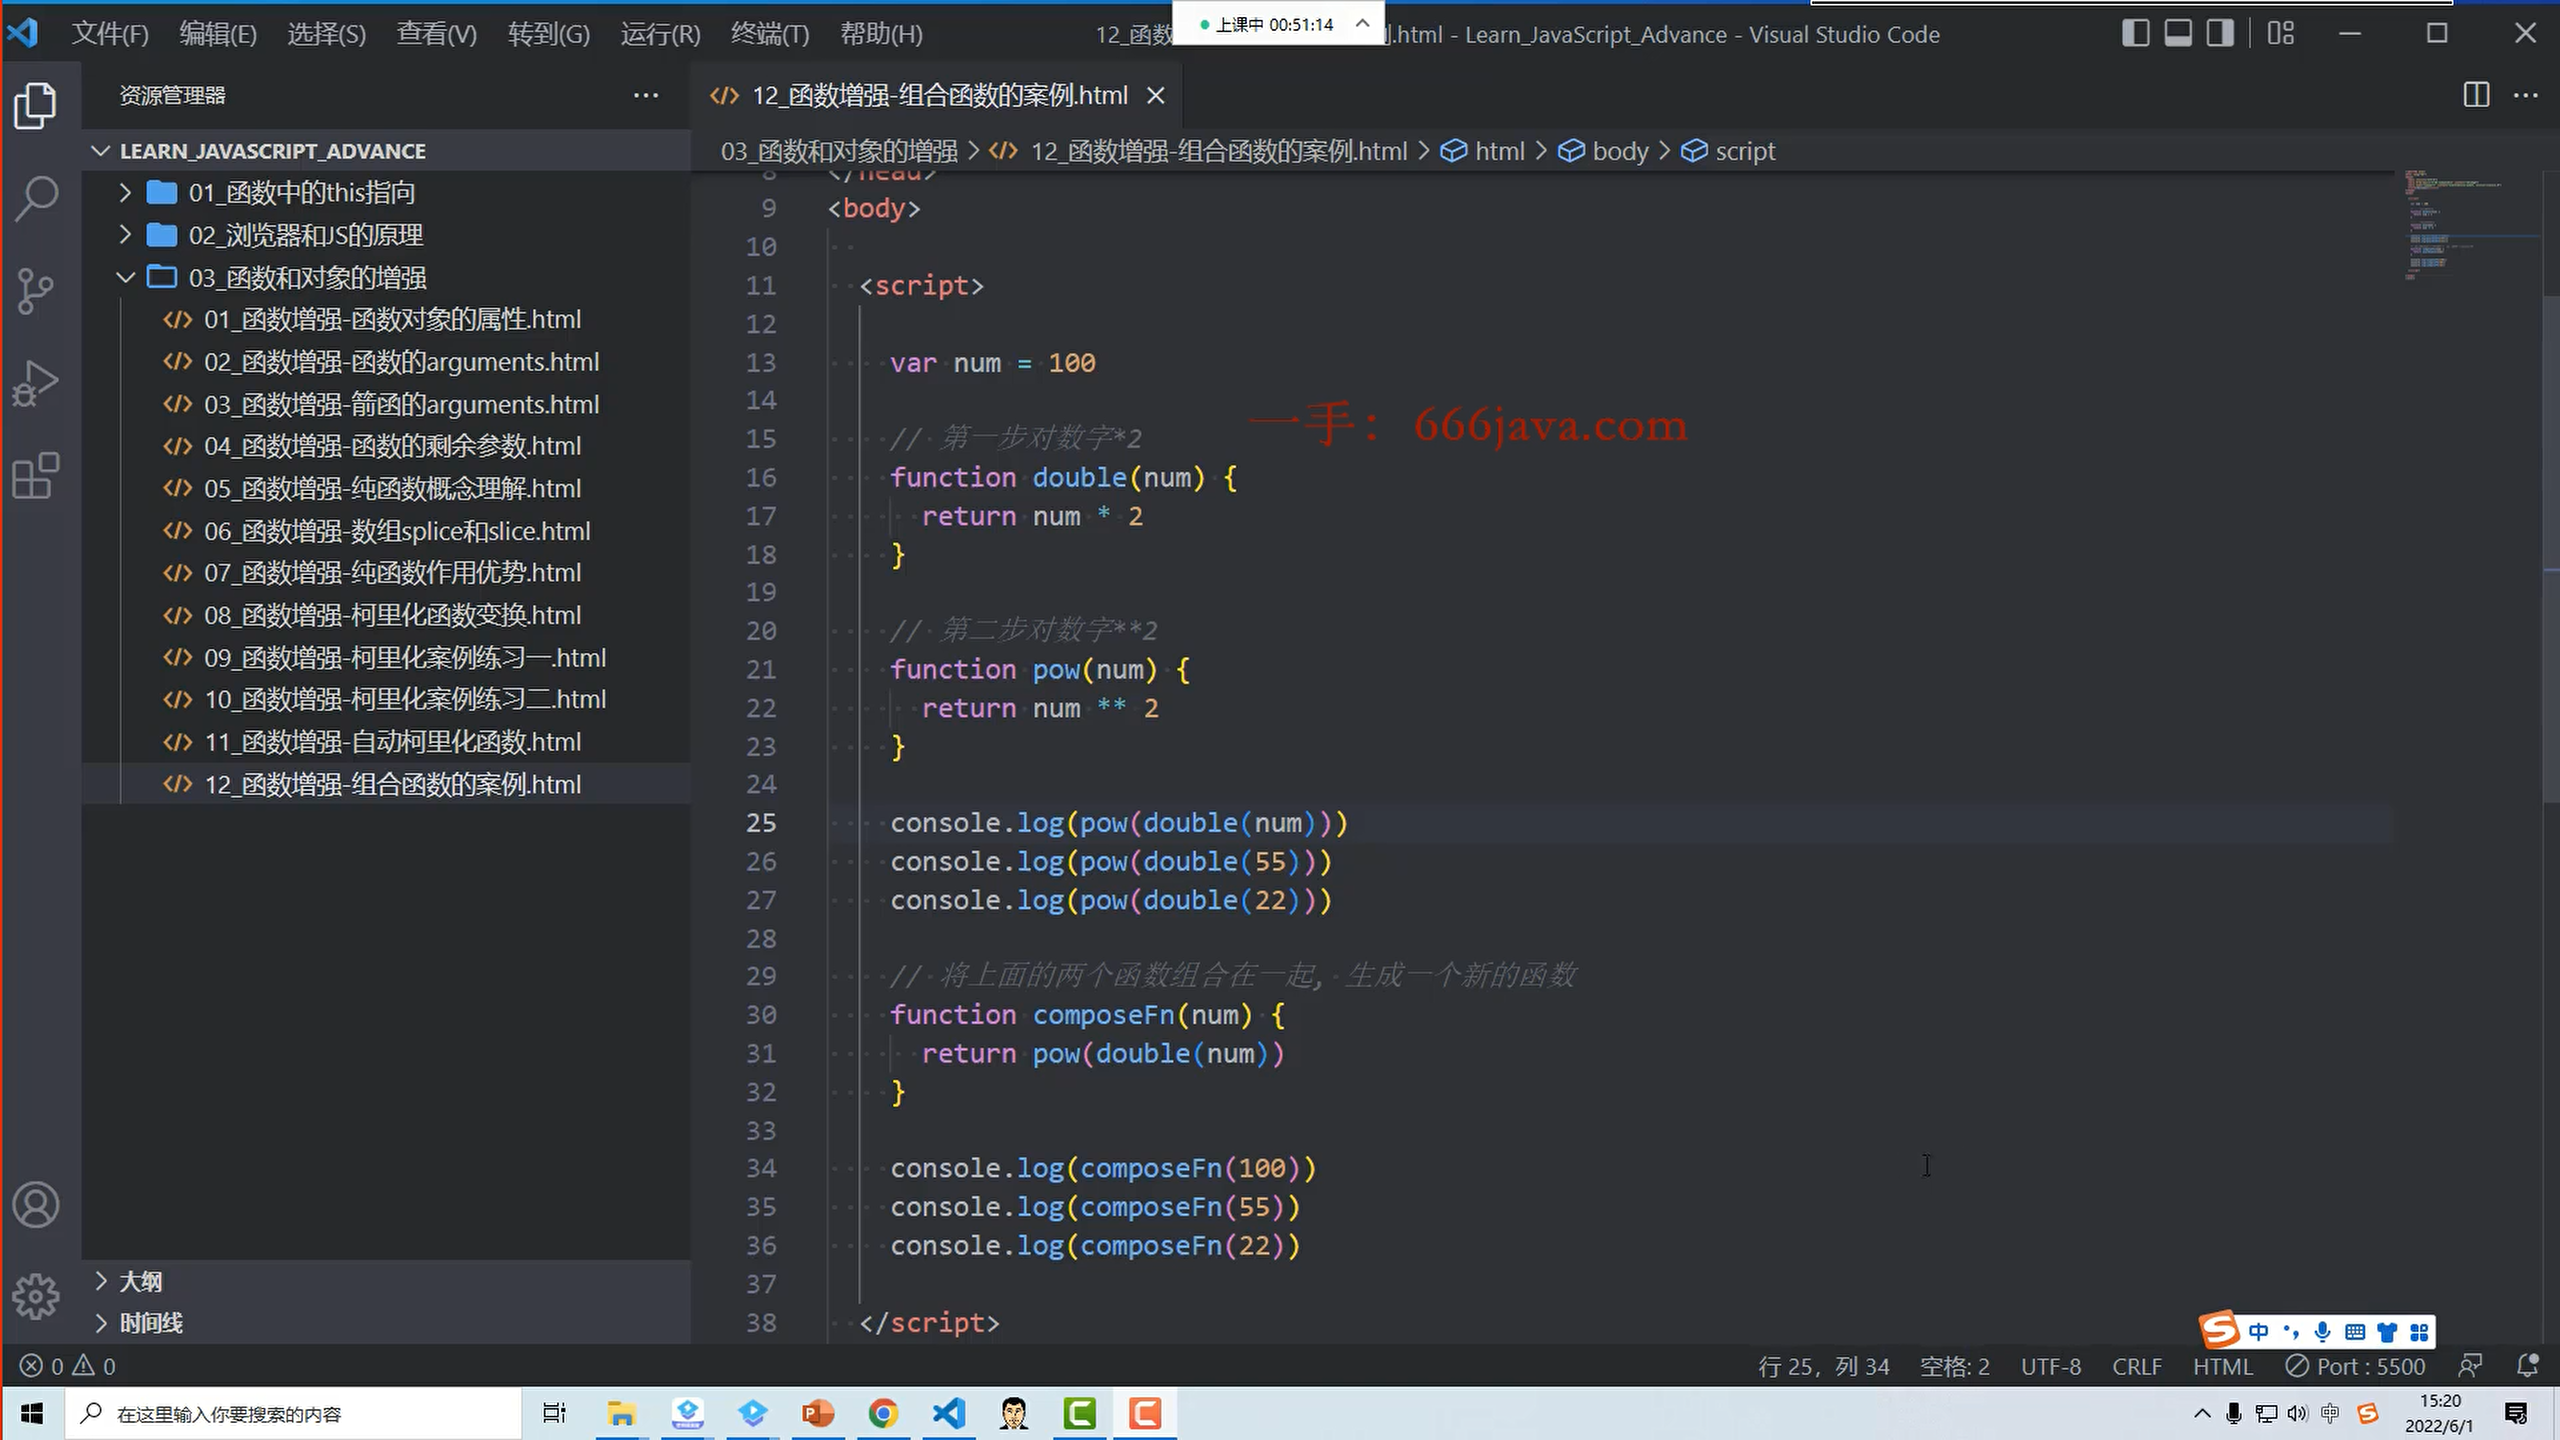 文件(F) 编辑(E) 选择(S) 查看(V) 转到(G) 运行(R) 终端(T) 帮助(H)
12_函数
上课中 00:51:14
.html - Learn_JavaScript_Advance - Visual Studio Code
资源管理器
LEARN_JAVASCRIPT_ADVANCE
01_函数中的this指向
02_浏览器和JS的原理
03_函数和对象的增强
01_函数增强-函数对象的属性.html
02_函数增强-函数的arguments.html
03_函数增强-箭函的arguments.html
04_函数增强-函数的剩余参数.html
05_函数增强-纯函数概念理解.html
06_函数增强-数组splice和slice.html
07_函数增强-纯函数作用优势.html
08_函数增强-柯里化函数变换.html
09_函数增强-柯里化案例练习一.html
10_函数增强-柯里化案例练习二.html
11_函数增强-自动柯里化函数.html
12_函数增强-组合函数的案例.html
大纲
时间线
12_函数增强-组合函数的案例.html
03_函数和对象的增强 > 12_函数增强-组合函数的案例.html > html > body > script
8 </head>
9 <body>
10
11 <script>
12
13 var num = 100
14
一手：666java.com
15 // 第一步对数字*2
16 function double(num) {
17 return num * 2
18 }
19
20 // 第二步对数字**2
21 function pow(num) {
22 return num ** 2
23 }
24
25 console.log(pow(double(num)))
26 console.log(pow(double(55)))
27 console.log(pow(double(22)))
28
29 // 将上面的两个函数组合在一起, 生成一个新的函数
30 function composeFn(num) {
31 return pow(double(num))
32 }
33
34 console.log(composeFn(100))
35 console.log(composeFn(55))
36 console.log(composeFn(22))
37
38 </script>
中
0 0
行 25，列 34 空格: 2 UTF-8 CRLF HTML Port : 5500
在这里输入你要搜索的内容
中
15:20
2022/6/1